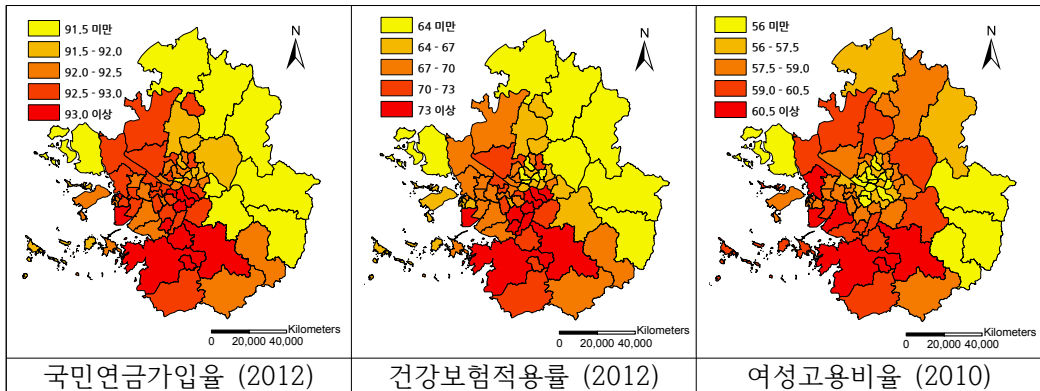 91.5 미만
91.5 - 92.0
92.0 - 92.5
92.5 - 93.0
93.0 이상
N
Kilometers
0 20,000 40,000
국민연금가입율 (2012)
64 미만
64 - 67
67 - 70
70 - 73
73 이상
N
Kilometers
0 20,000 40,000
건강보험적용률 (2012)
56 미만
56 - 57.5
57.5 - 59.0
59.0 - 60.5
60.5 이상
N
Kilometers
0 20,000 40,000
여성고용비율 (2010)